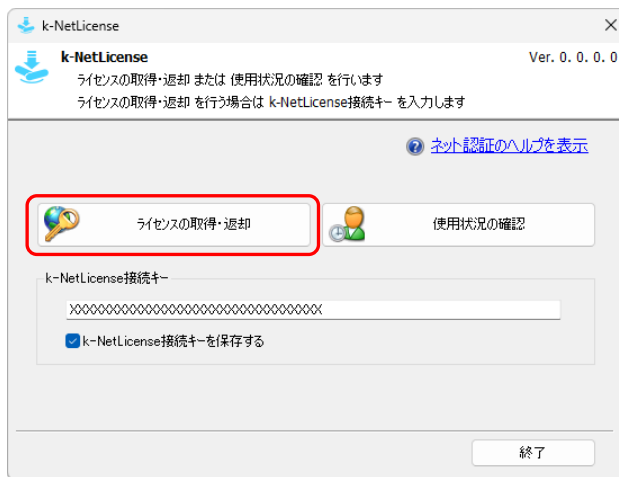 k-NetLicense
k-NetLicense
Ver. 0. 0. 0. 0
ライセンスの取得・返却 または 使用状況の確認 を行います
ライセンスの取得・返却 を行う場合は k-NetLicense接続キー を入力します
ネット認証のヘルプを表示
ライセンスの取得・返却
使用状況の確認
k-NetLicense接続キー
XXXXXXXXXXXXXXXXXXXXXXXXXXXXXXXX
k-NetLicense接続キーを保存する
終了